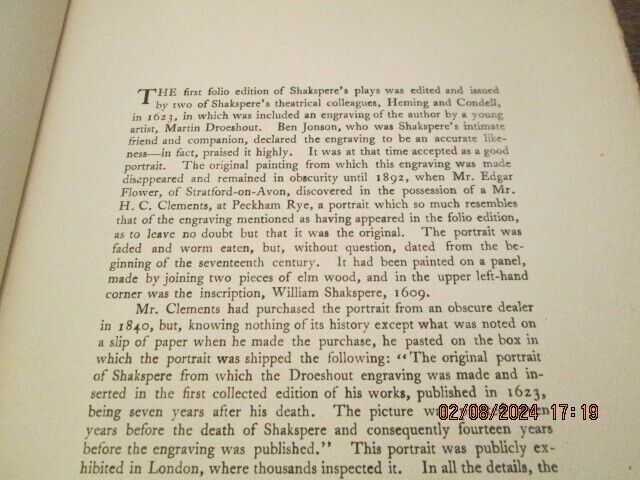 THE first folio edition of Shakspere's plays was edited and issued
by two of Shakspere's theatrical colleagues, Heming and Condell,
in 1623, in which was included an engraving of the author by a young
artist, Martin Droeshout. Ben Jonson, who was Shakspere's intimate
friend and companion, declared the engraving to be an accurate like-
ness—in fact, praised it highly. It was at that time accepted as a good
portrait. The original painting from which this engraving was made
disappeared and remained in obscurity until 1892, when Mr. Edgar
Flower, of Stratford-on-Avon, discovered in the possession of a Mr.
H. C. Clements, at Peckham Rye, a portrait which so much resembles
that of the engraving mentioned as having appeared in the folio edition,
as to leave no doubt but that it was the original. The portrait was
faded and worm eaten, but, without question, dated from the be-
ginning of the seventeenth century. It had been painted on a panel,
made by joining two pieces of elm wood, and in the upper left-hand
corner was the inscription, William Shakspere, 1609.
Mr. Clements had purchased the portrait from an obscure dealer
in 1840, but, knowing nothing of its history except what was noted on
a slip of paper when he made the purchase, he pasted on the box in
which the portrait was shipped the following: "The original portrait
of Shakspere from which the Droeshout engraving was made and in-
serted in the first collected edition of his works, published in 1623,
being seven years after his death. The picture
years before the death of Shakspere and consequently fourteen years
before the engraving was published." This portrait was publicly ex-
hibited in London, where thousands inspected it. In all the details, the
02/08/2024 17:19